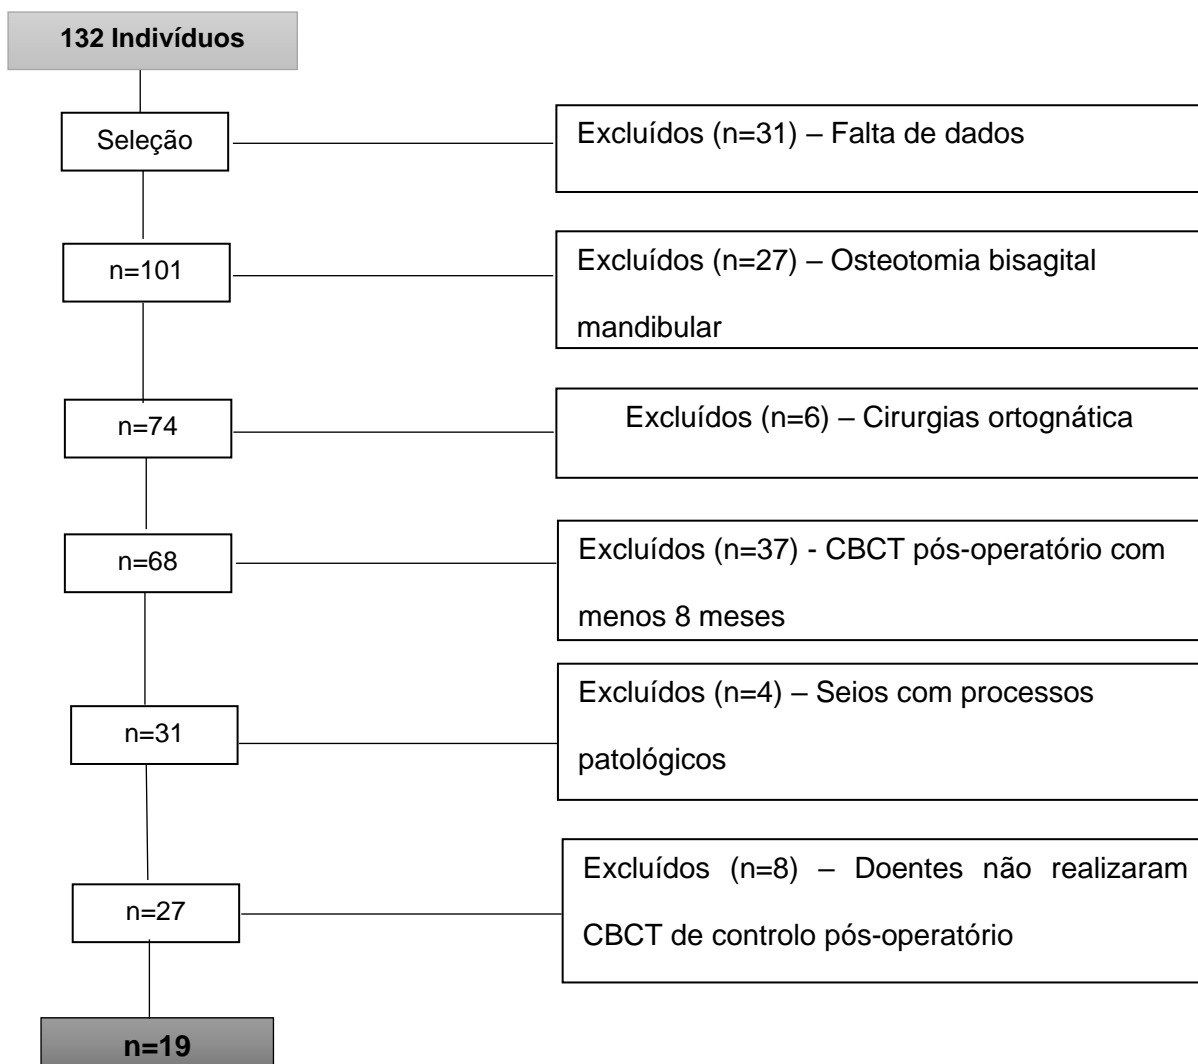 132 Indivíduos
Seleção
Excluídos (n=31) – Falta de dados
n=101
Excluídos (n=27) – Osteotomia bisagital
mandibular
n=74
Excluídos (n=6) – Cirurgias ortognática
n=68
Excluídos (n=37) - CBCT pós-operatório com
menos 8 meses
n=31
Excluídos (n=4) – Seios com processos
patológicos
n=27
Excluídos (n=8) – Doentes não realizaram
CBCT de controlo pós-operatório
n=19